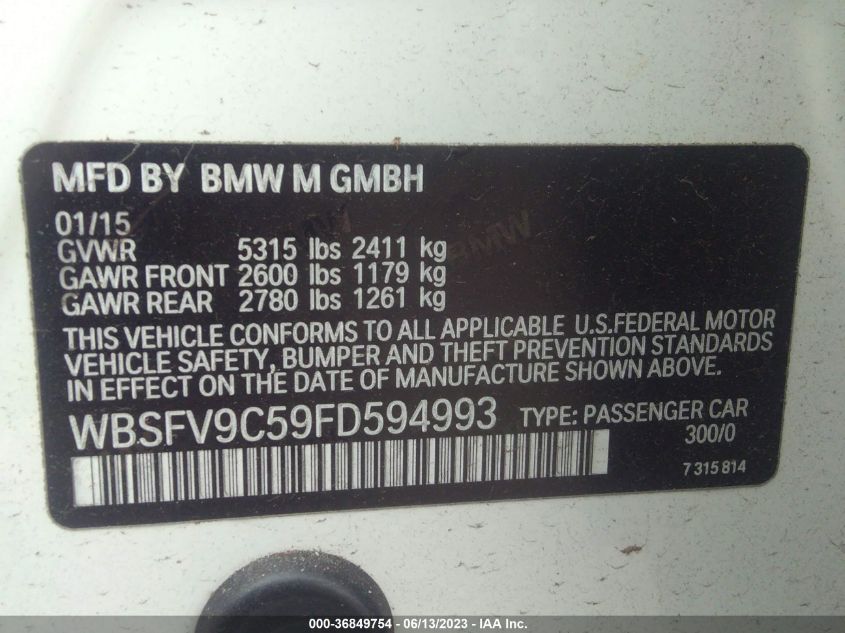 MFD BY BMW M GMBH
01/15
GVWR 5315 lbs 2411 kg
GAWR FRONT 2600 lbs 1179 kg
GAWR REAR 2780 lbs 1261 kg
THIS VEHICLE CONFORMS TO ALL APPLICABLE U.S.FEDERAL MOTOR
VEHICLE SAFETY, BUMPER AND THEFT PREVENTION STANDARDS
IN EFFECT ON THE DATE OF MANUFACTURE SHOWN ABOVE.
WBSFV9C59FD594993 TYPE: PASSENGER CAR
300/0
7 315 814
BMW
000-36849754 - 06/13/2023 - IAA Inc.